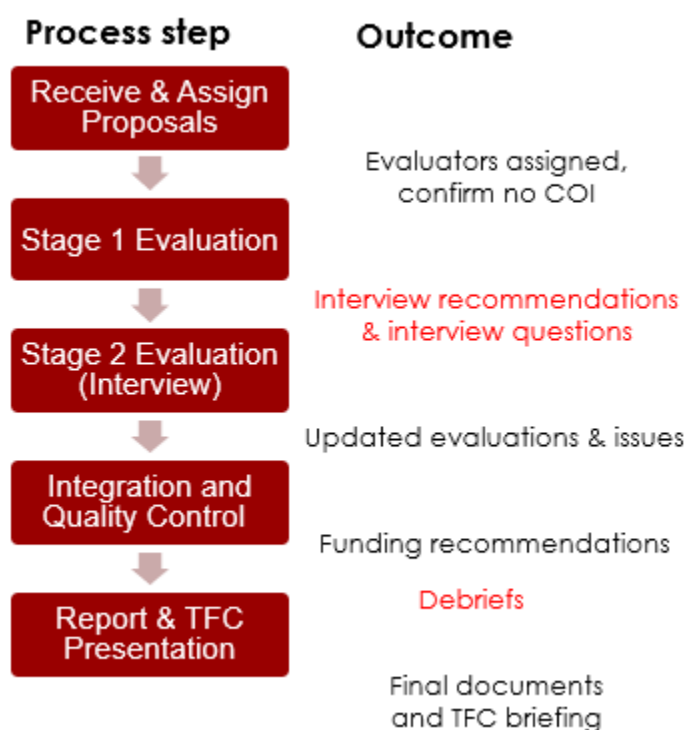 Process step
Outcome
Receive & Assign
Proposals
Evaluators assigned,
confirm no COI
Stage 1 Evaluation
Interview recommendations
& interview questions
Stage 2 Evaluation
(Interview)
Updated evaluations & issues
Integration and
Quality Control
Funding recommendations
Debriefs
Report & TFC
Presentation
Final documents
and TFC briefing